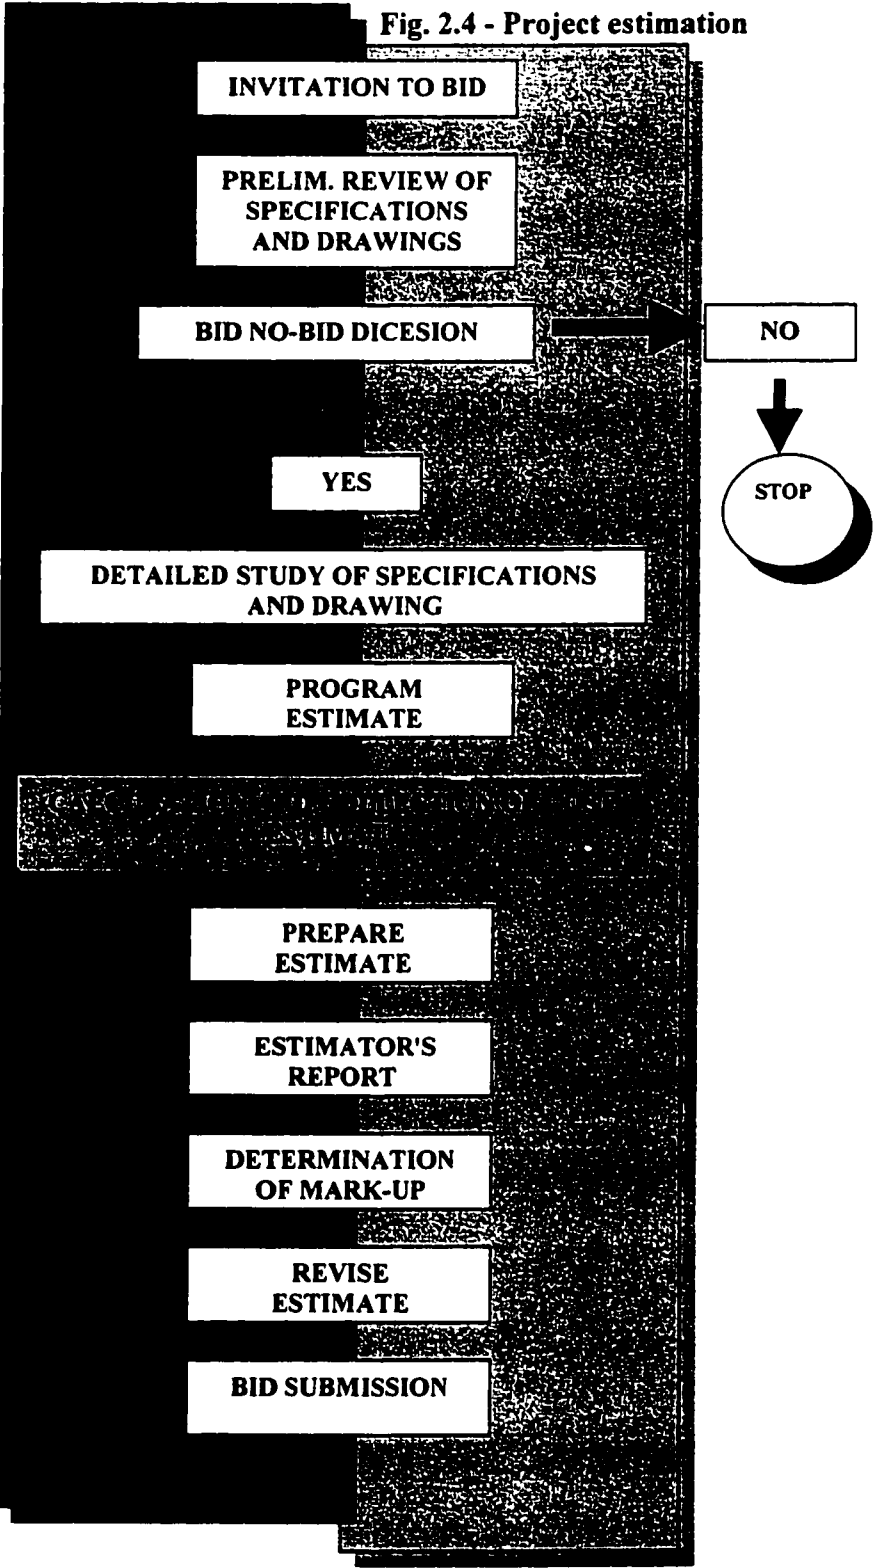 Fig. 2.4 - Project estimation
INVITATION TO BID
PRELIM. REVIEW OF
SPECIFICATIONS
AND DRAWINGS
BID NO-BID DICESION
NO
YES
STOP
DETAILED STUDY OF SPECIFICATIONS
AND DRAWING
PROGRAM
ESTIMATE
PREPARE
ESTIMATE
ESTIMATOR'S
REPORT
DETERMINATION
OF MARK-UP
REVISE
ESTIMATE
BID SUBMISSION